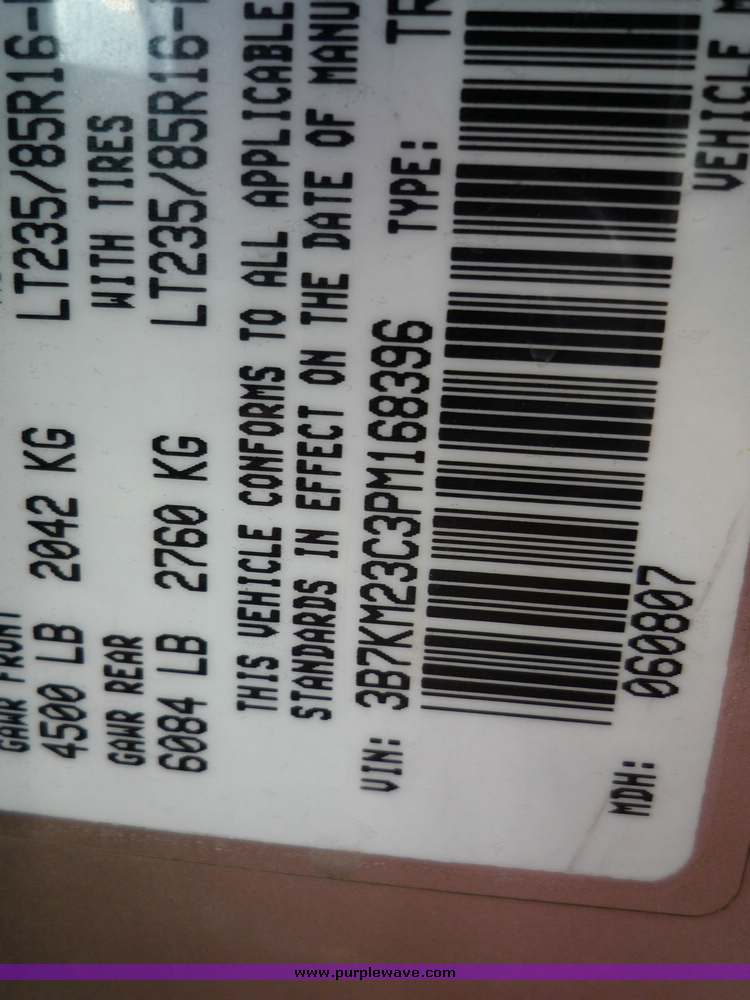 GAWR FRONT
4500 LB 2042 KG LT235/85R16-
GAWR REAR WITH TIRES
6084 LB 2760 KG LT235/85R16-
THIS VEHICLE CONFORMS TO ALL APPLICABLE
STANDARDS IN EFFECT ON THE DATE OF MANU
VIN: 3B7KM23C3PM168396 TYPE: TR
MDH: 060807 VEHICLE M
www.purplewave.com